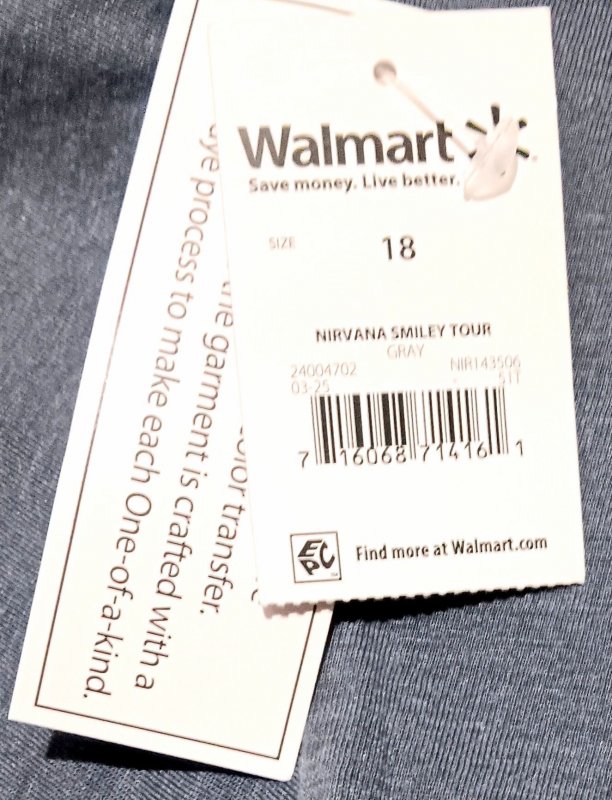 Walmart
Save money. Live better.
SIZE 18
NIRVANA SMILEY TOUR
GRAY
24004702 NIR143506
03-25 - 51T
7 16068 71416 1
EPC
Find more at Walmart.com
dye process to make each One-of-a-kind.
the garment is crafted with a
color transfer.